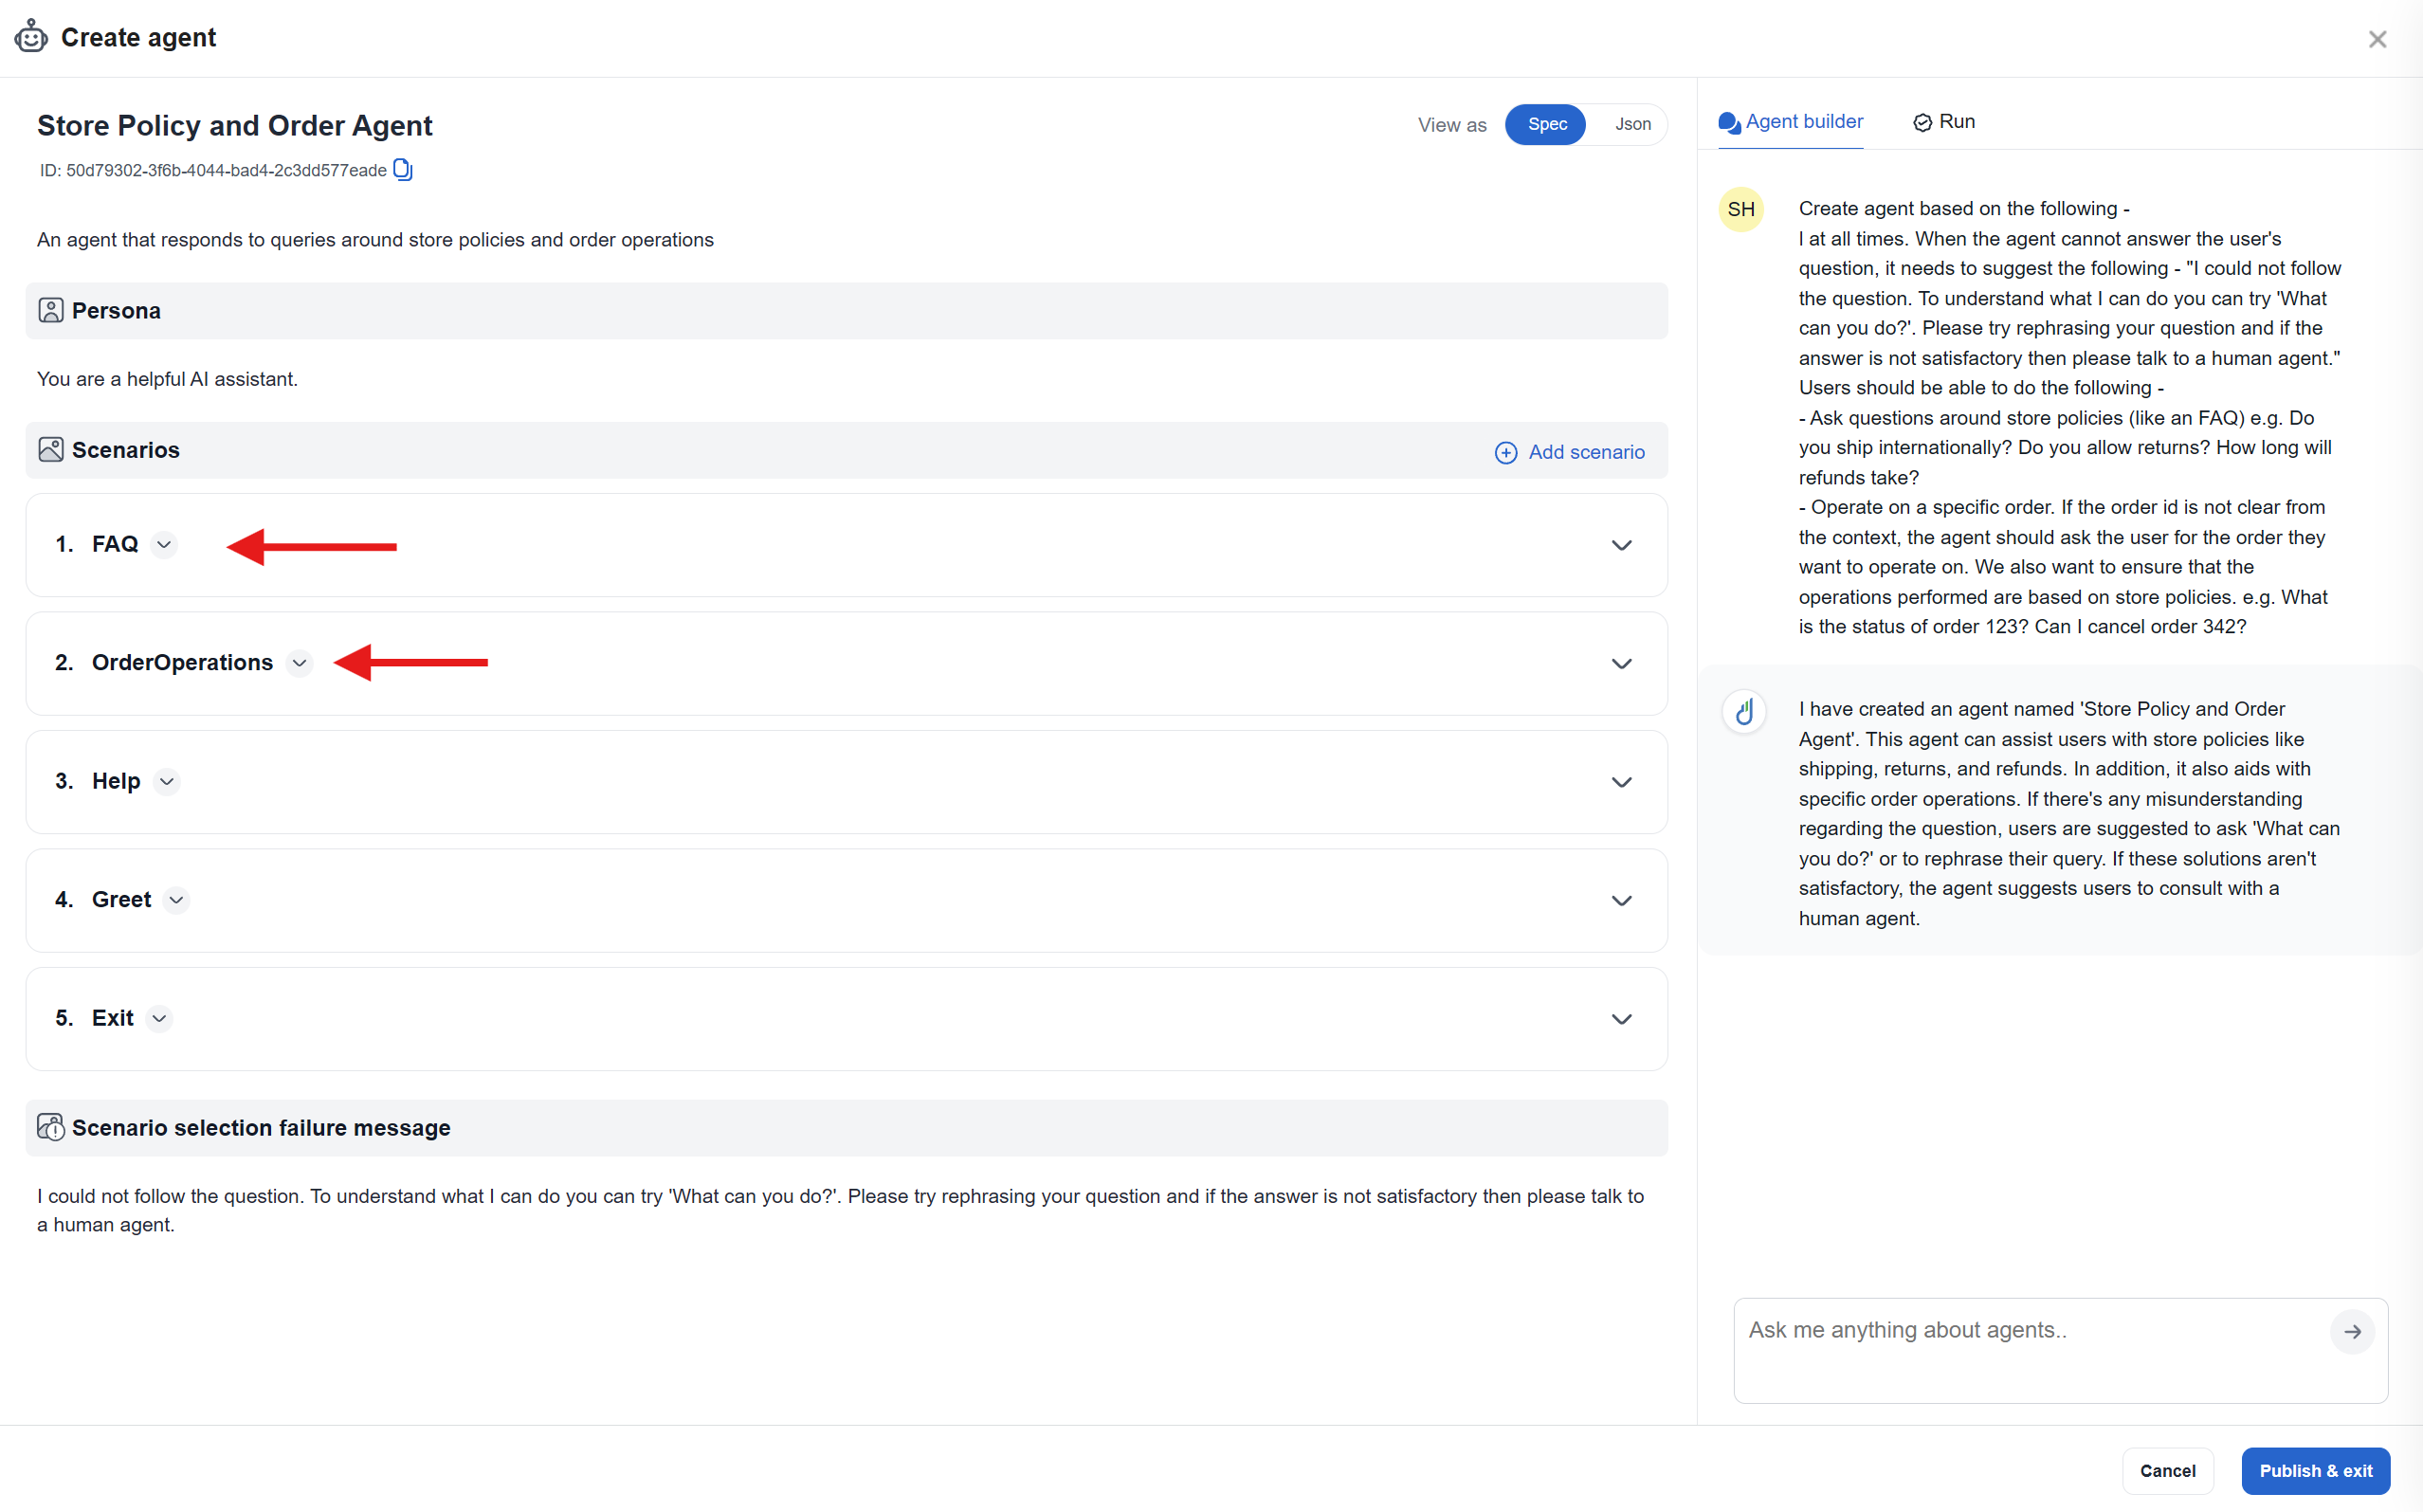 Create agent
Store Policy and Order Agent
View as Spec Json
ID: 50d79302-3f6b-4044-bad4-2c3dd577eade
An agent that responds to queries around store policies and order operations
Persona
You are a helpful AI assistant.
Scenarios
Add scenario
1. FAQ
2. OrderOperations
3. Help
4. Greet
5. Exit
Scenario selection failure message
I could not follow the question. To understand what I can do you can try 'What can you do?'. Please try rephrasing your question and if the answer is not satisfactory then please talk to
a human agent.
Agent builder
Run
SH
Create agent based on the following -
I at all times. When the agent cannot answer the user's
question, it needs to suggest the following - "I could not follow
the question. To understand what I can do you can try 'What
can you do?'. Please try rephrasing your question and if the
answer is not satisfactory then please talk to a human agent."
Users should be able to do the following -
- Ask questions around store policies (like an FAQ) e.g. Do
you ship internationally? Do you allow returns? How long will
refunds take?
- Operate on a specific order. If the order id is not clear from
the context, the agent should ask the user for the order they
want to operate on. We also want to ensure that the
operations performed are based on store policies. e.g. What
is the status of order 123? Can I cancel order 342?
I have created an agent named 'Store Policy and Order
Agent'. This agent can assist users with store policies like
shipping, returns, and refunds. In addition, it also aids with
specific order operations. If there's any misunderstanding
regarding the question, users are suggested to ask 'What can
you do?' or to rephrase their query. If these solutions aren't
satisfactory, the agent suggests users to consult with a
human agent.
Ask me anything about agents..
Cancel
Publish & exit